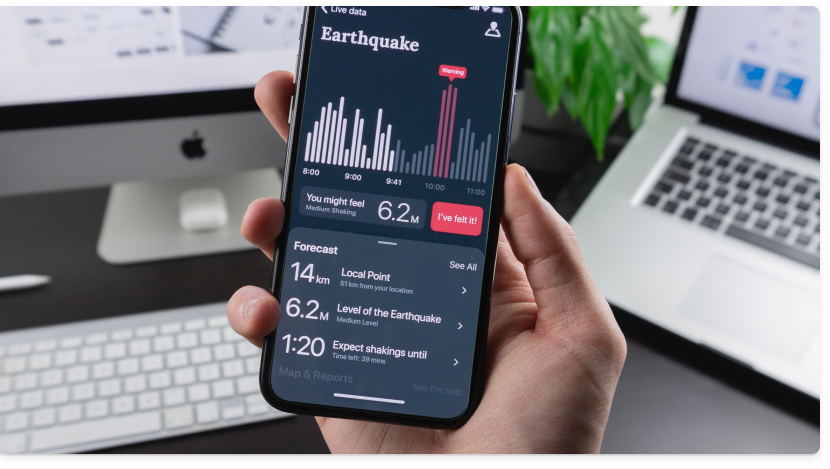 Live data
Earthquake
Warning
8:00 9:00 9:41 10:00 11:00
You might feel
Medium Shaking
6.2M
I've felt it!
Forecast
See All
14km
Local Point
51 km from your location
6.2M
Level of the Earthquake
Medium Level
1:20
Expect shakings until
Time left: 39 mins
Map & Reports
See the map